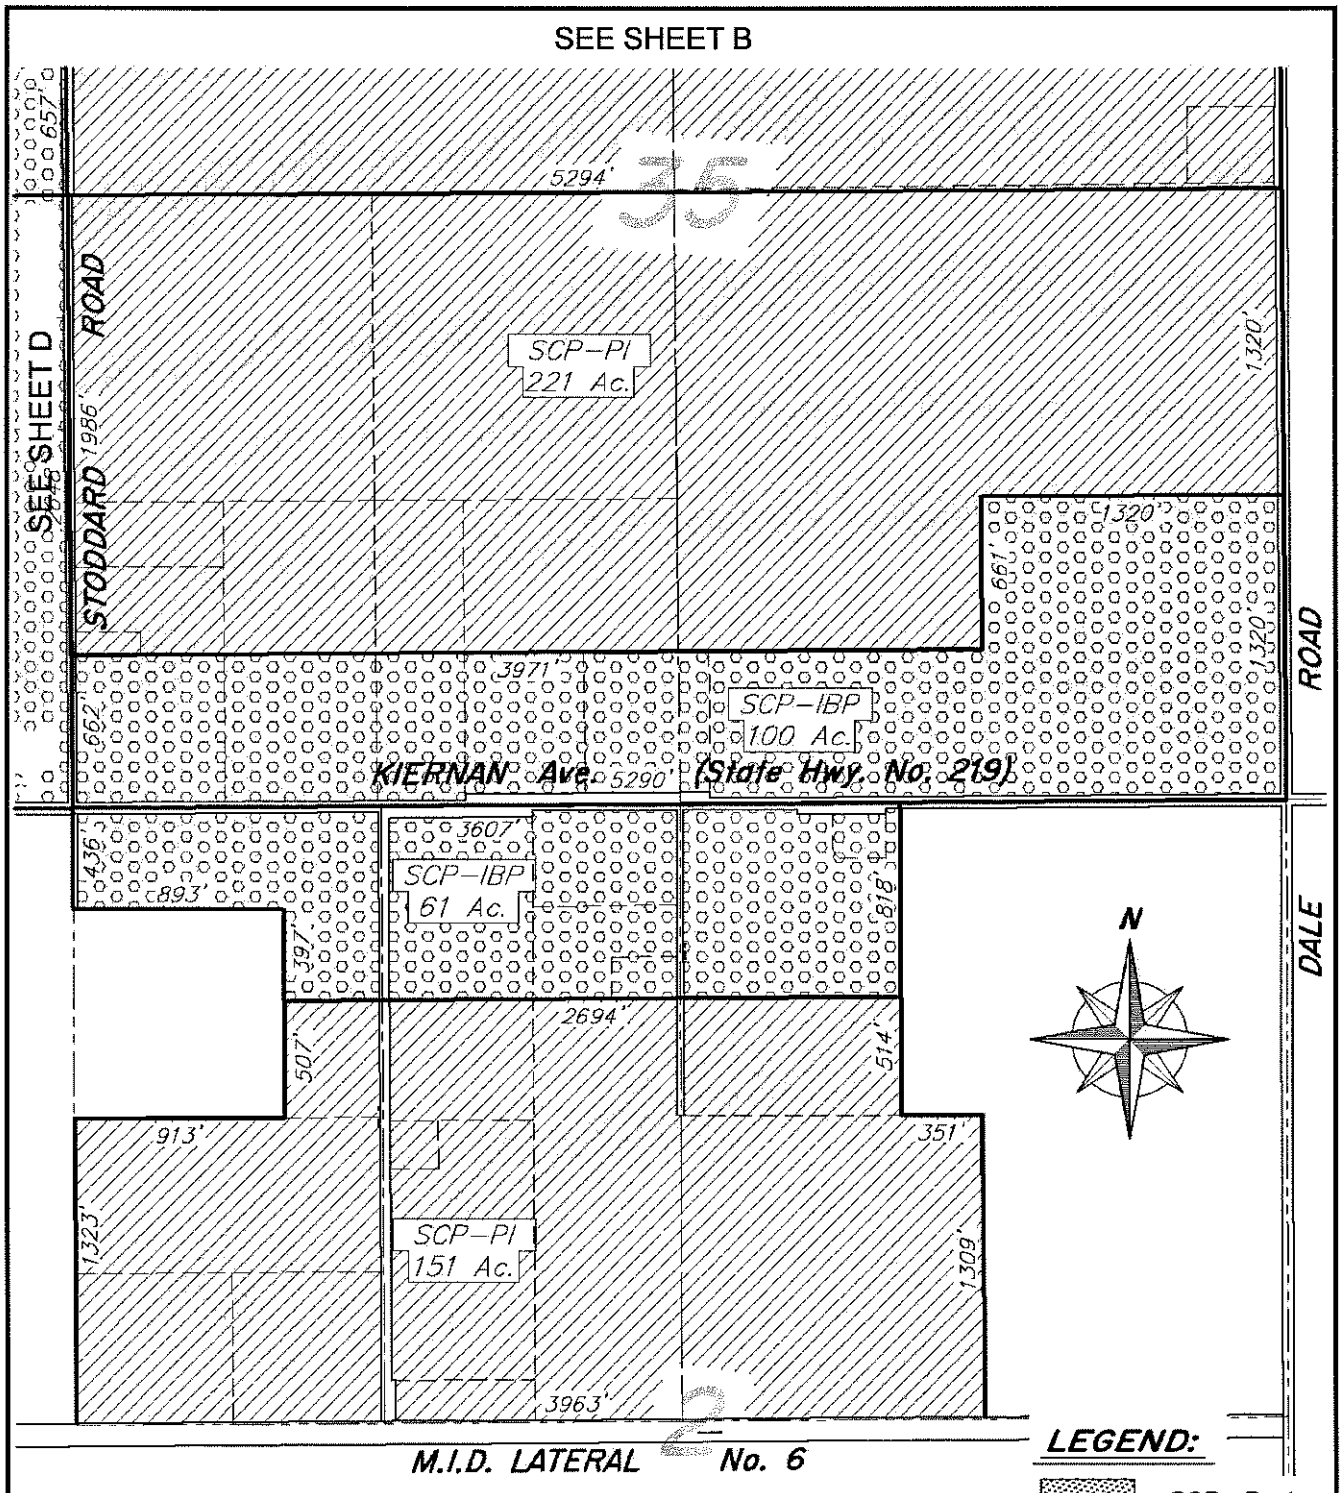 SEE SHEET B
657'
5294'
35
SEE SHEET D
STODDARD ROAD
1986'
SCP-PI
221 Ac.
1320'
1320'
661'
1320'
3971'
662'
SCP-IBP
100 Ac.
KIERNAN Ave. 5290' (State Hwy. No. 219)
DALE ROAD
436'
3607'
893'
SCP-IBP
61 Ac.
397'
818'
N
2694'
507'
514'
913'
351'
1323'
SCP-PI
151 Ac.
1309'
3963'
2
M.I.D. LATERAL No. 6
LEGEND: